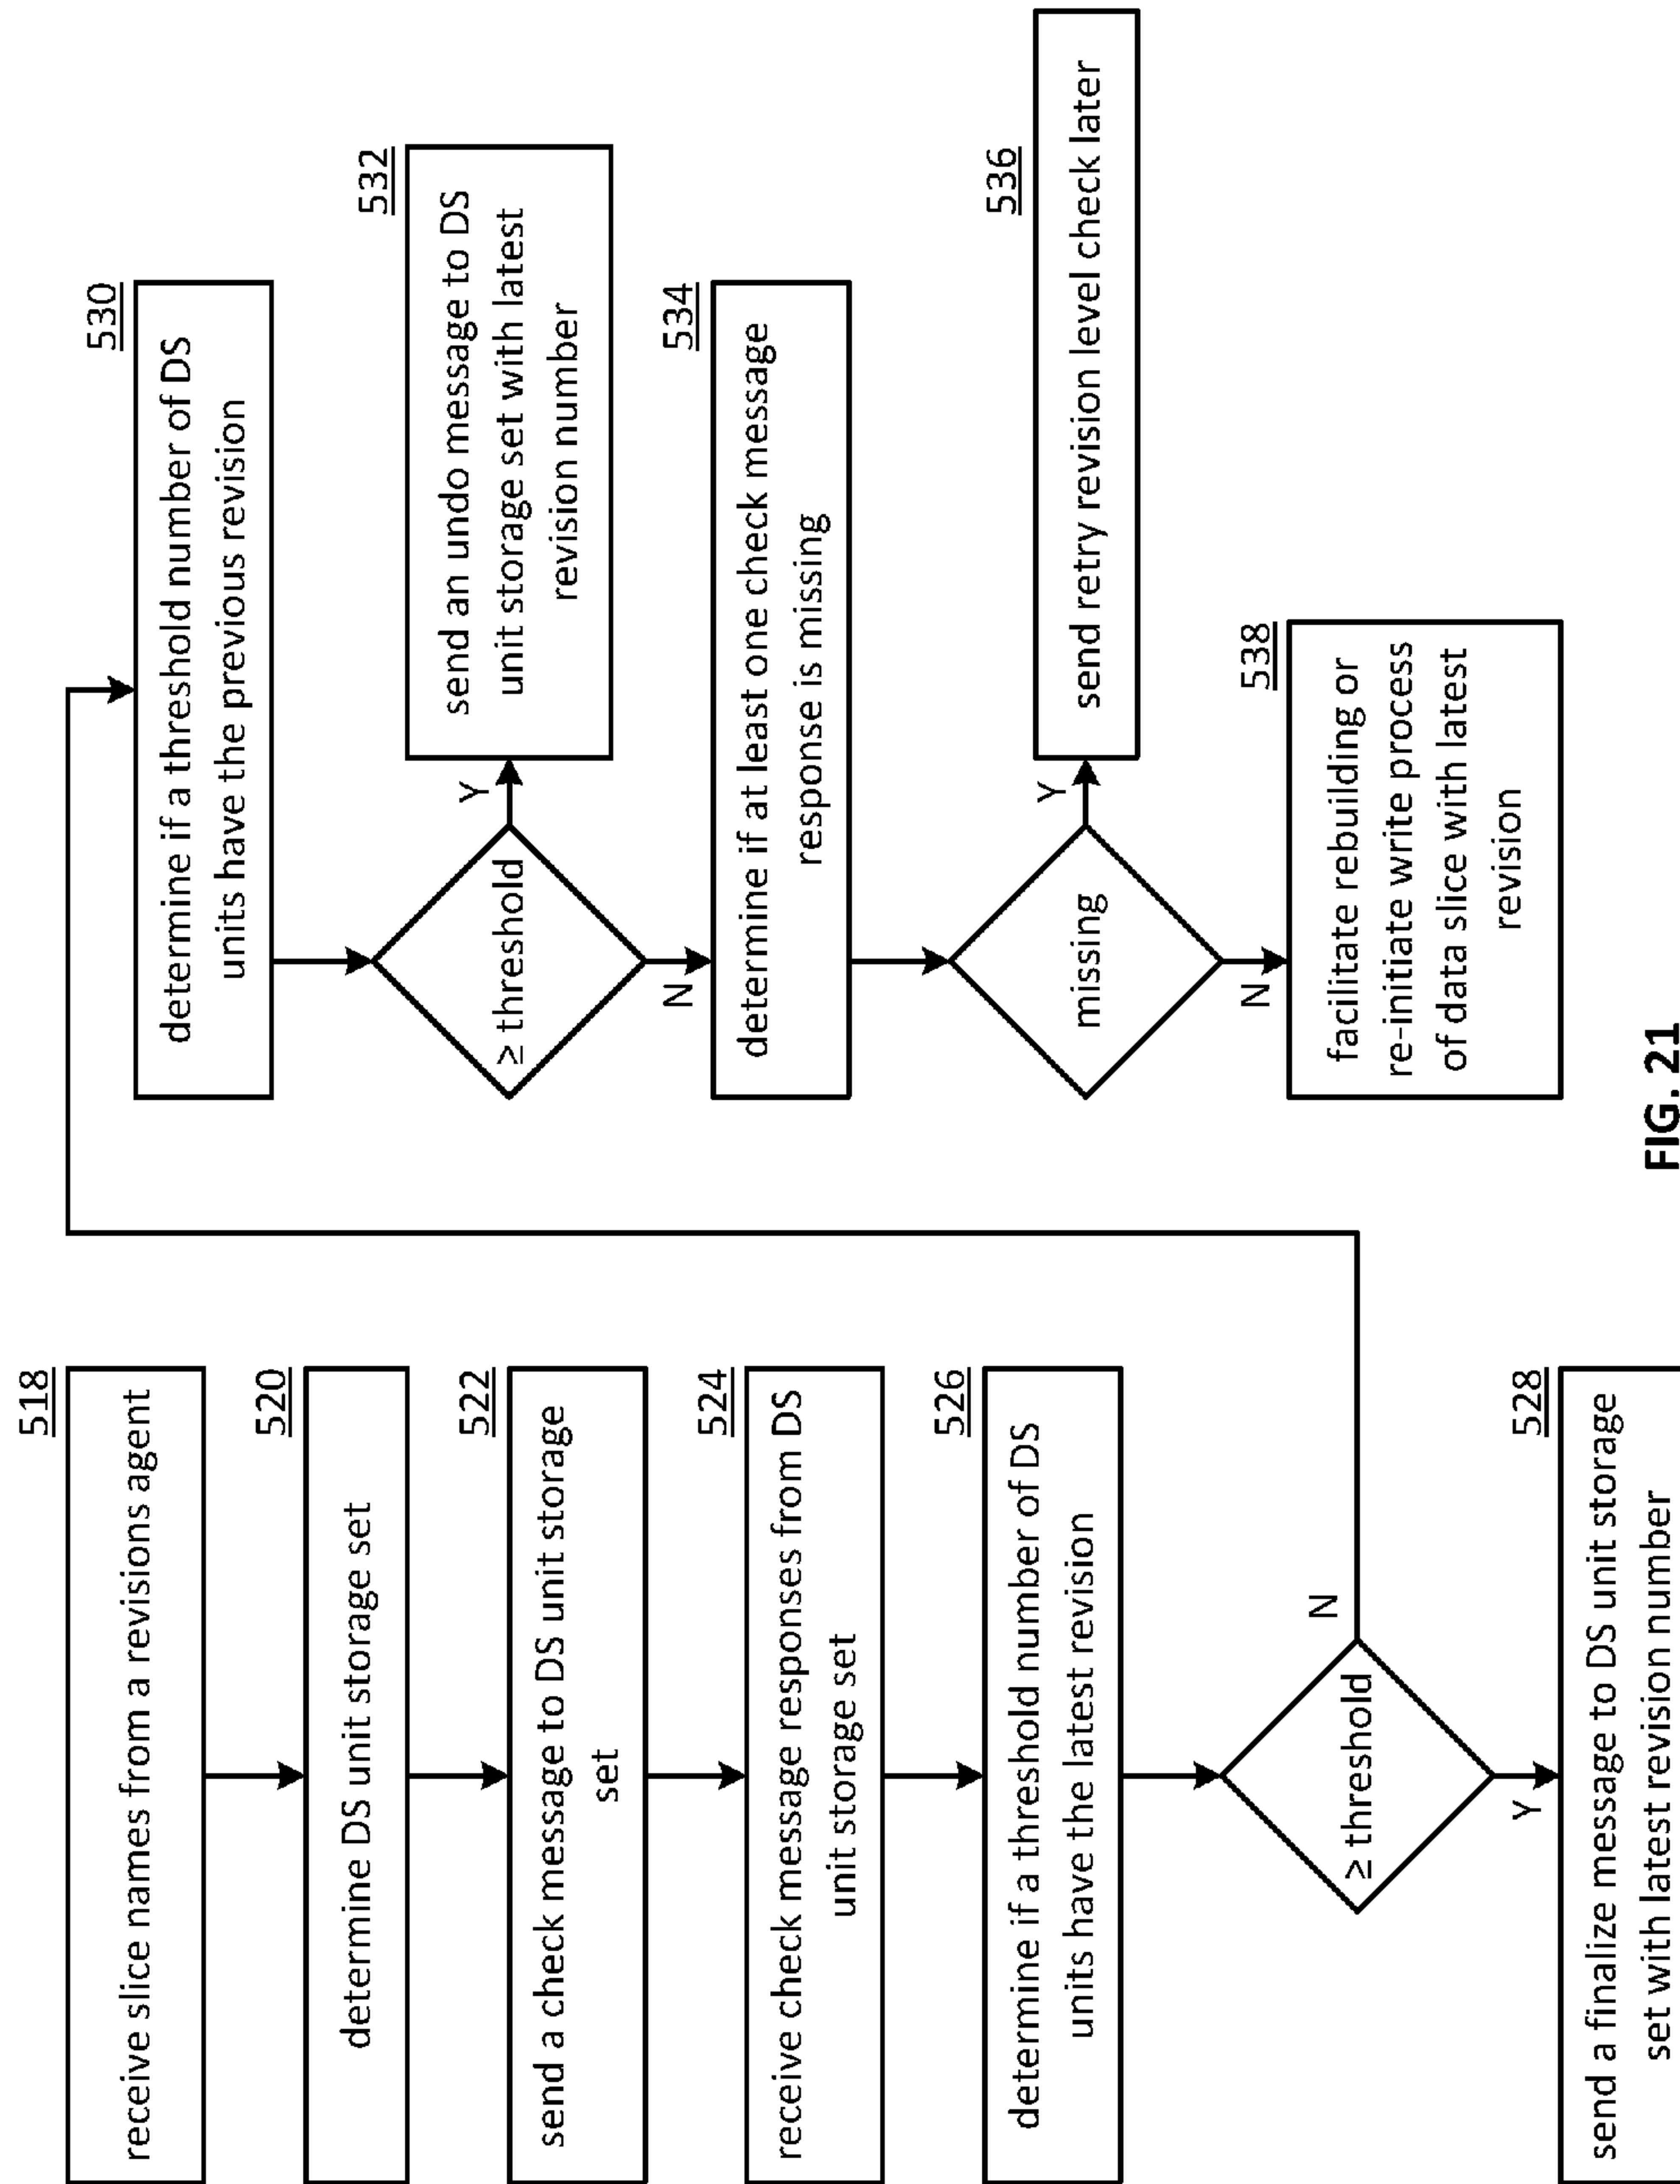 518
receive slice names from a revisions agent
520
determine DS unit storage set
522
send a check message to DS unit storage
set
524
receive check message responses from DS
unit storage set
526
determine if a threshold number of DS
units have the latest revision
≥ threshold
N
Y
528
send a finalize message to DS unit storage
set with latest revision number
530
determine if a threshold number of DS
units have the previous revision
≥ threshold
Y
532
send an undo message to DS
unit storage set with latest
revision number
N
534
determine if at least one check message
response is missing
missing
Y
536
send retry revision level check later
N
538
facilitate rebuilding or
re-initiate write process
of data slice with latest
revision
FIG. 21